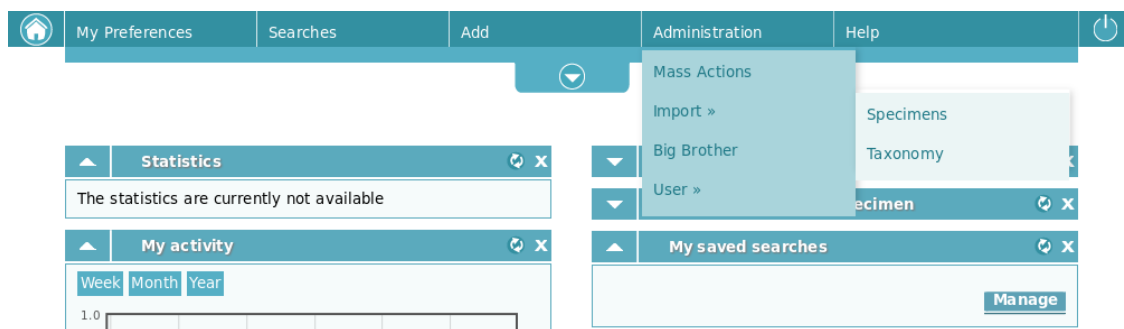 My Preferences
Searches
Add
Administration
Help
Mass Actions
Import »
Big Brother
User »
Specimens
Taxonomy
Statistics X
The statistics are currently not available
My activity X
Week Month Year
1.0
X
ecimen X
My saved searches X
Manage